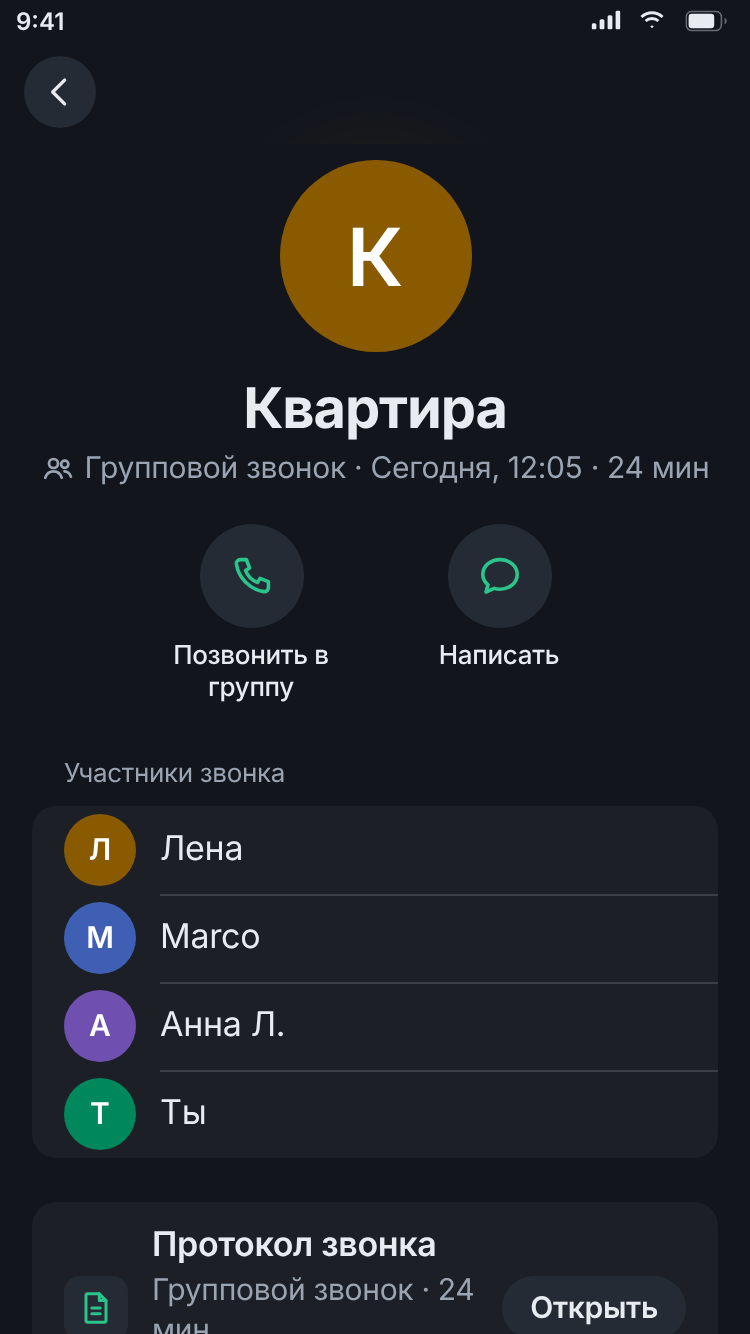 9:41
К
Квартира
Групповой звонок · Сегодня, 12:05 · 24 мин
Позвонить в
группу
Написать
Участники звонка
Л
Лена
M
Marco
А
Анна Л.
Т
Ты
Протокол звонка
Групповой звонок · 24
мин
Открыть